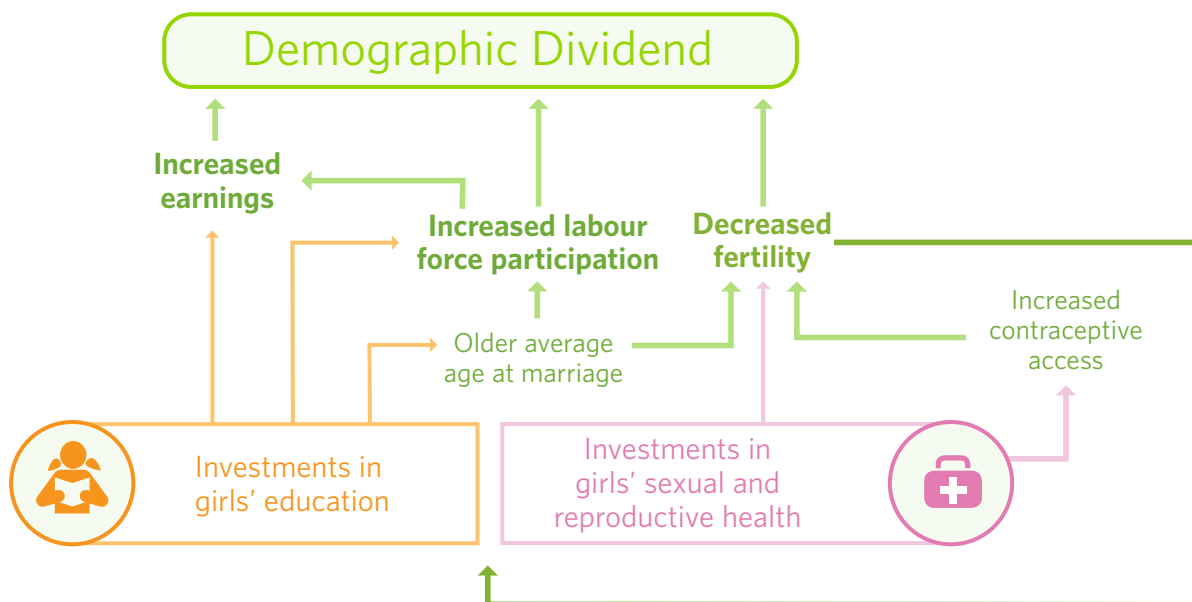 Demographic Dividend
Increased
earnings
Increased labour
force participation
Decreased
fertility
Increased
contraceptive
access
Older average
age at marriage
Investments in
girls’ education
Investments in
girls’ sexual and
reproductive health